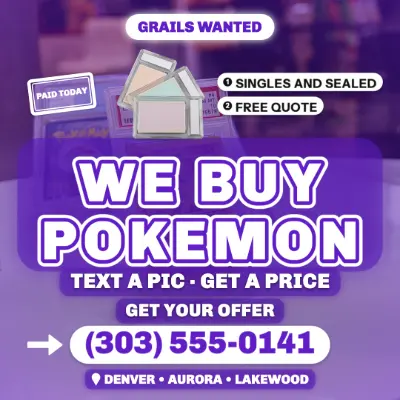 GRAILS WANTED
PAID TODAY
1 SINGLES AND SEALED
2 FREE QUOTE
WE BUY
POKEMON
TEXT A PIC - GET A PRICE
GET YOUR OFFER
(303) 555-0141
DENVER • AURORA • LAKEWOOD